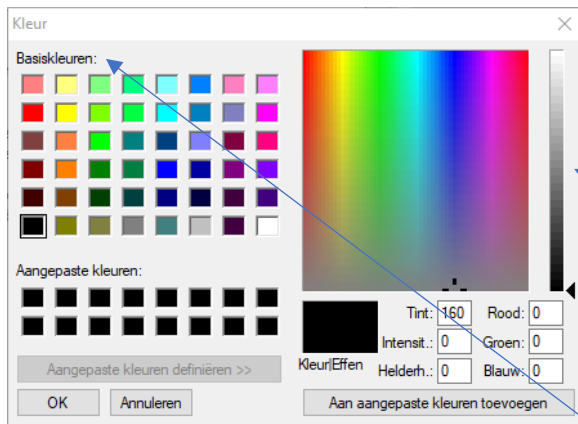 Kleur
Basiskleuren:
Aangepaste kleuren:
Aangepaste kleuren definiëren >>
OK
Annuleren
Kleur|Effen
Tint: 160
Rood: 0
Intensit.: 0
Groen: 0
Helderh.: 0
Blauw: 0
Aan aangepaste kleuren toevoegen